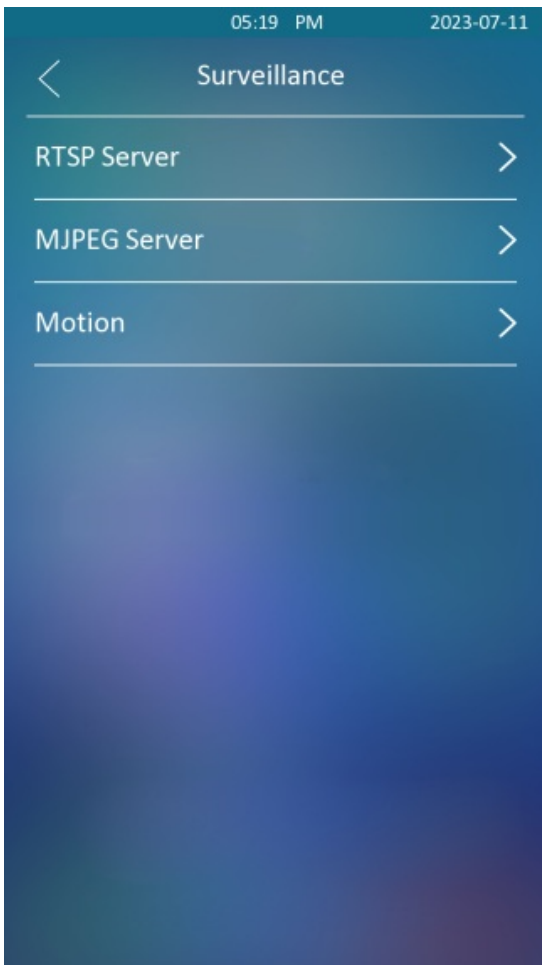 05:19 PM 2023-07-11
Surveillance
RTSP Server
MJPEG Server
Motion